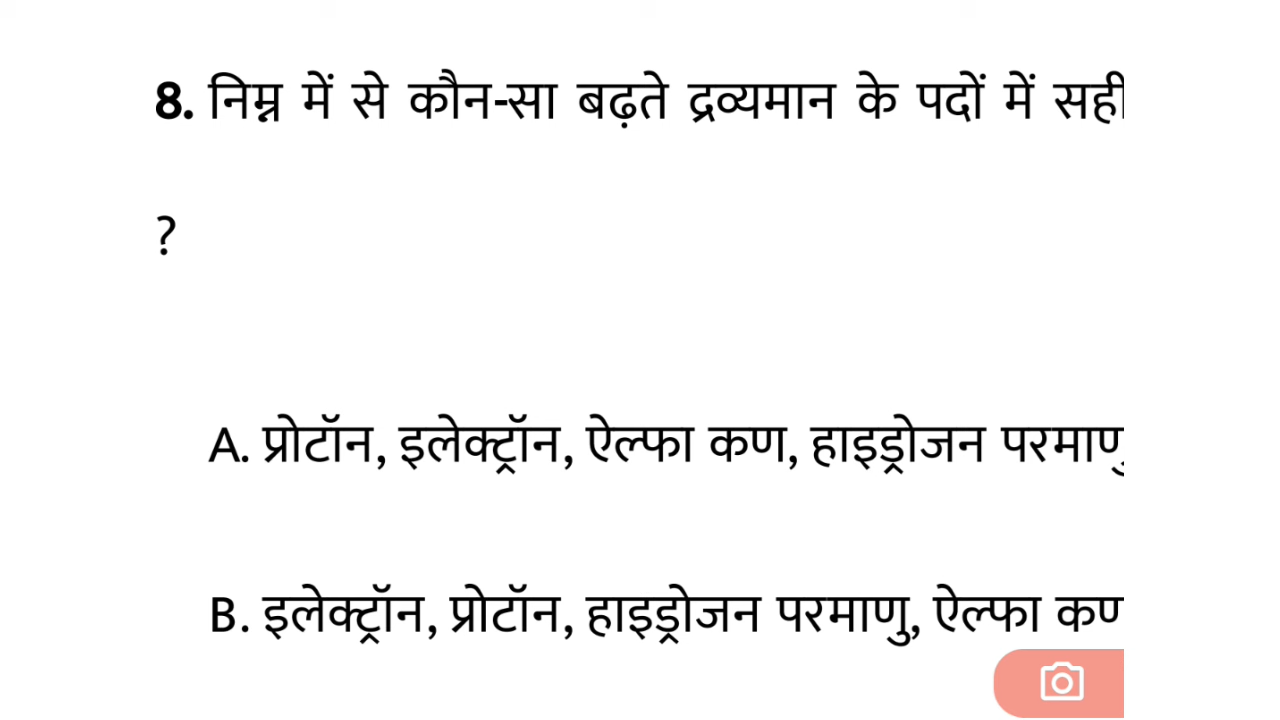 8. निम्न में से कौन-सा बढ़ते द्रव्यमान के पदों में सही
?
A. प्रोटॉन, इलेक्ट्रॉन, ऐल्फा कण, हाइड्रोजन परमाणु
B. इलेक्ट्रॉन, प्रोटॉन, हाइड्रोजन परमाणु, ऐल्फा कण